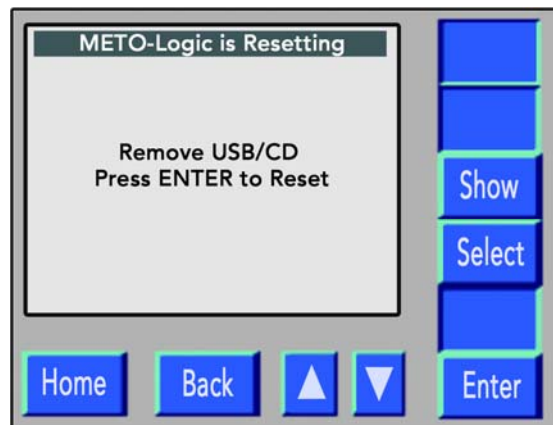 METO-Logic is Resetting
Remove USB/CD
Press ENTER to Reset
Show
Select
Home
Back
Enter